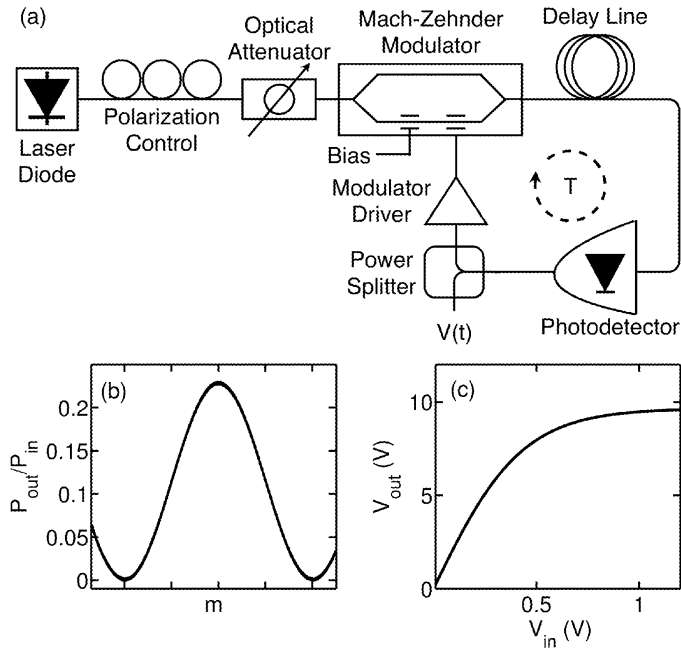 (a)
Laser
Diode
Polarization
Control
Optical
Attenuator
Mach-Zehnder
Modulator
Delay Line
Bias
Modulator
Driver
T
Power
Splitter
V(t)
Photodetector
(b)
P_out/P_in
0.2
0.15
0.1
0.05
0
m
(c)
V_out (V)
10
5
0
0.5
1
V_in (V)